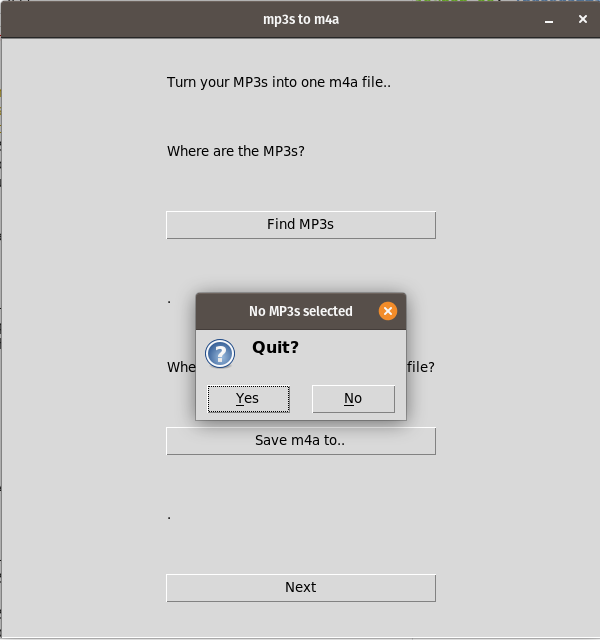 mp3s to m4a
Turn your MP3s into one m4a file..
Where are the MP3s?
Find MP3s
.
No MP3s selected
Quit?
Whe
file?
Yes
No
Save m4a to..
.
Next